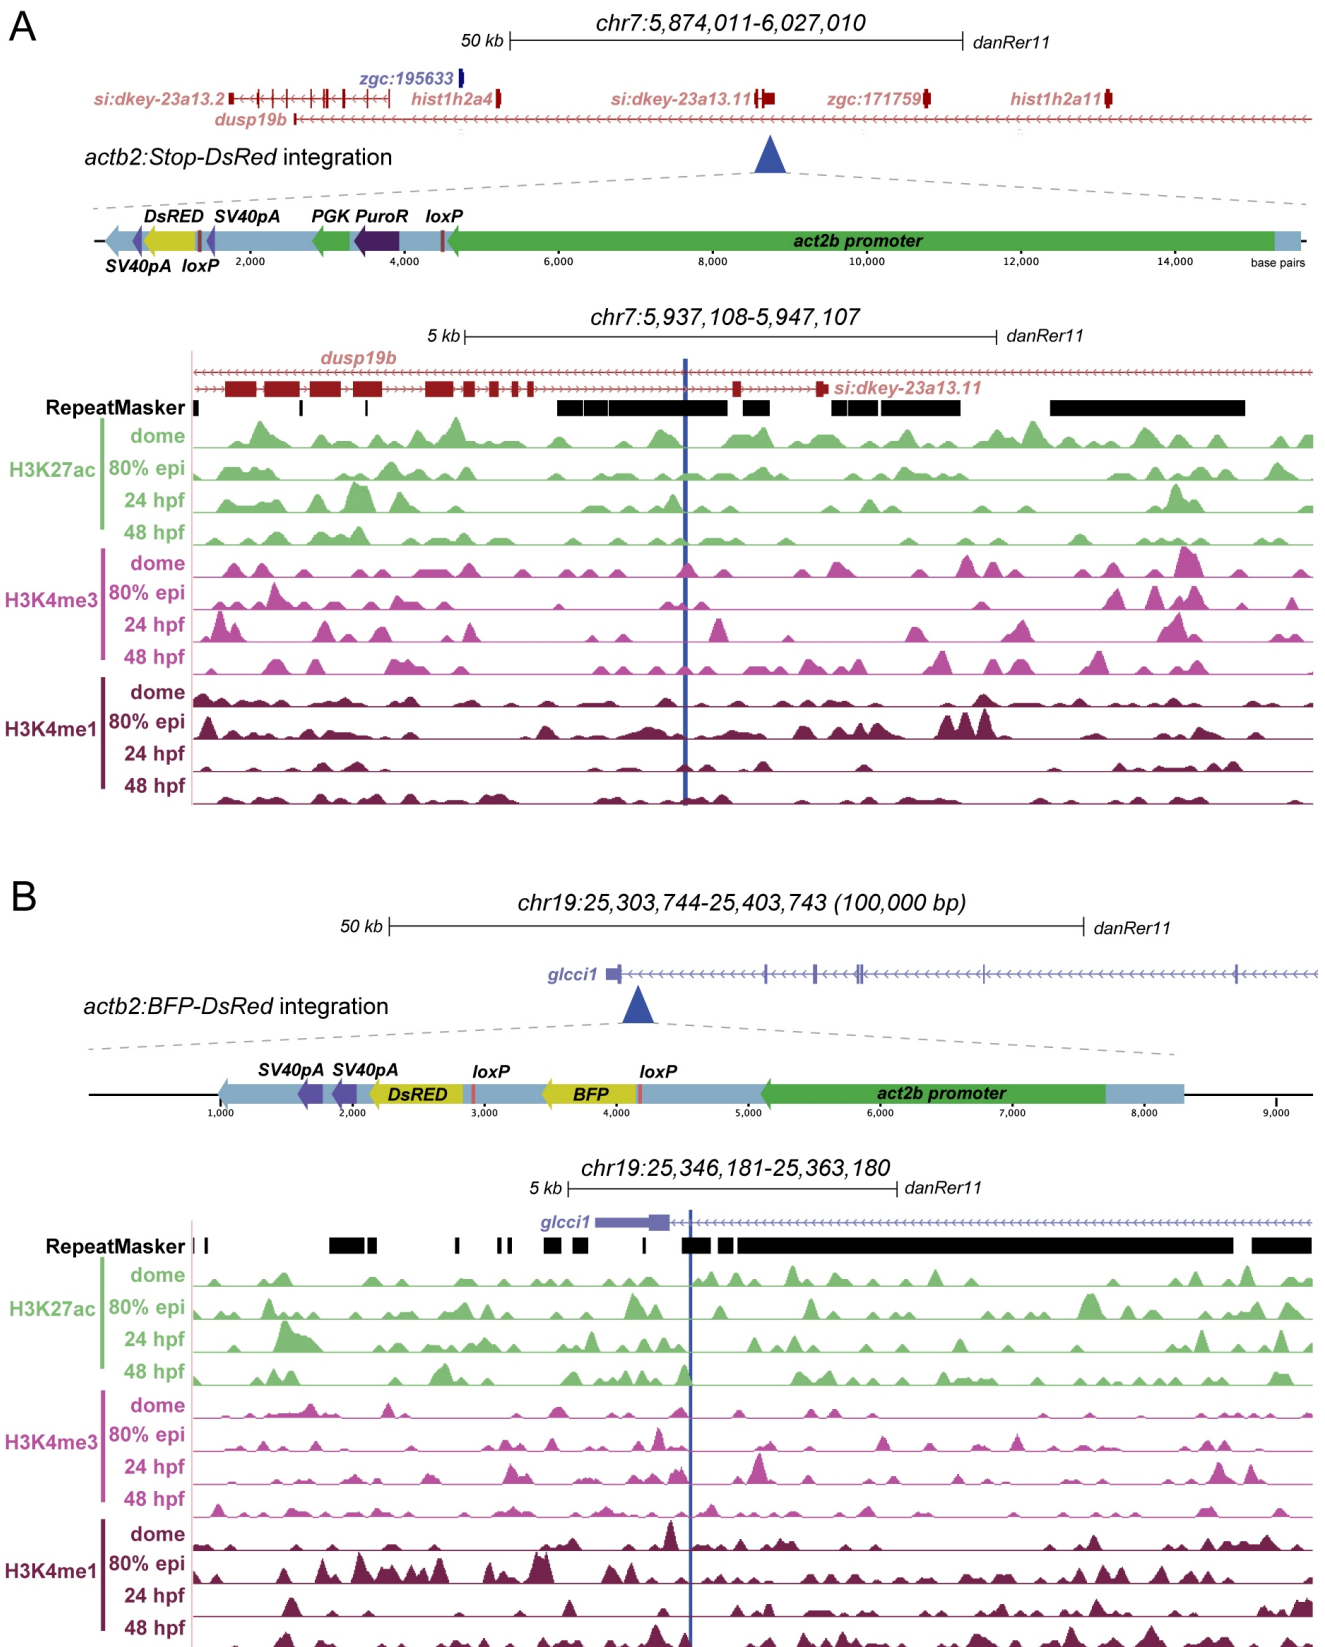 A
chr7:5,874,011-6,027,010
50 kb danRer11
zgc:195633
si:dkey-23a13.2 hist1h2a4 si:dkey-23a13.11 zgc:171759 hist1h2a11
dusp19b
actb2:Stop-DsRed integration
DsRED SV40pA PGK PuroR loxP
act2b promoter
SV40pA loxP 2,000 4,000 6,000 8,000 10,000 12,000 14,000 base pairs
chr7:5,937,108-5,947,107
5 kb danRer11
dusp19b
si:dkey-23a13.11
RepeatMasker
dome
H3K27ac 80% epi
24 hpf
48 hpf
dome
H3K4me3 80% epi
24 hpf
48 hpf
dome
H3K4me1 80% epi
24 hpf
48 hpf
B
chr19:25,303,744-25,403,743 (100,000 bp)
50 kb danRer11
glcci1
actb2:BFP-DsRed integration
SV40pA SV40pA loxP loxP
DsRED BFP act2b promoter
1,000 2,000 3,000 4,000 5,000 6,000 7,000 8,000 9,000
chr19:25,346,181-25,363,180
5 kb danRer11
glcci1
RepeatMasker
dome
H3K27ac 80% epi
24 hpf
48 hpf
dome
H3K4me3 80% epi
24 hpf
48 hpf
dome
H3K4me1 80% epi
24 hpf
48 hpf